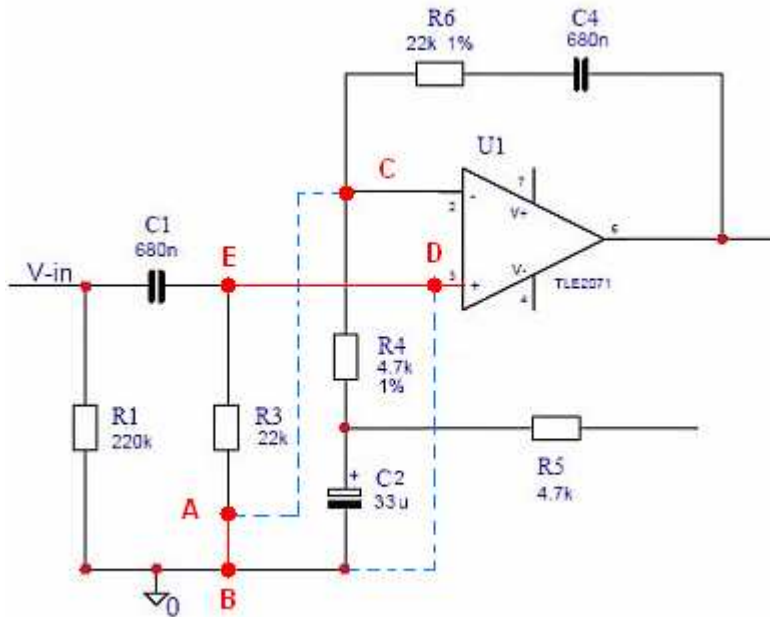 R6
22k 1%
C4
680n
U1
C
7
2
-
V+
C1
680n
E
D
6
V-in
3
+
V-
4
TLE2071
R4
4.7k
1%
R1
220k
R3
22k
R5
4.7k
+
C2
33u
A
B
0